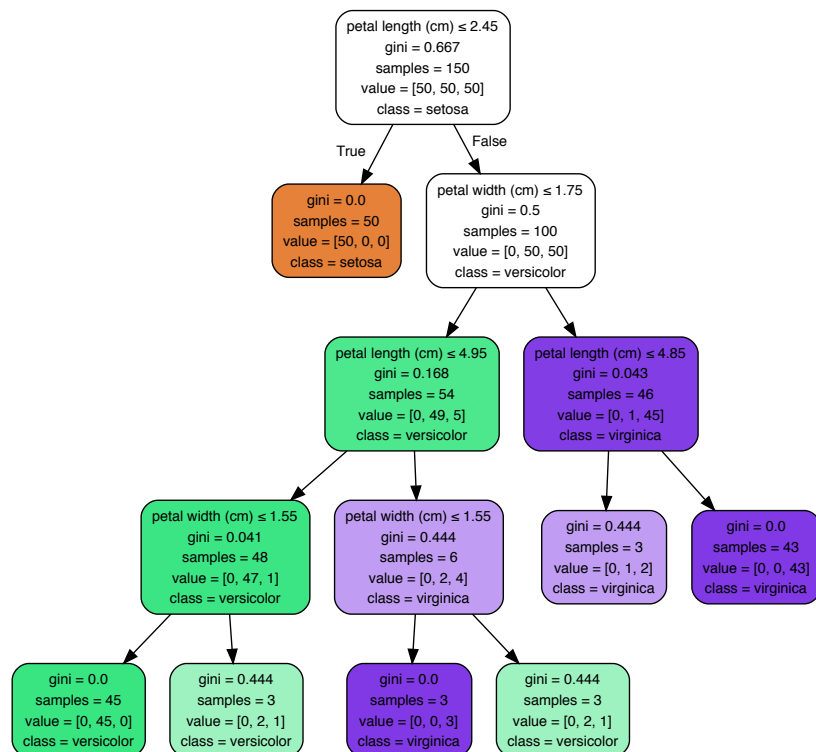 petal length (cm) ≤ 2.45
gini = 0.667
samples = 150
value = [50, 50, 50]
class = setosa
True
False
gini = 0.0
samples = 50
value = [50, 0, 0]
class = setosa
petal width (cm) ≤ 1.75
gini = 0.5
samples = 100
value = [0, 50, 50]
class = versicolor
petal length (cm) ≤ 4.95
gini = 0.168
samples = 54
value = [0, 49, 5]
class = versicolor
petal length (cm) ≤ 4.85
gini = 0.043
samples = 46
value = [0, 1, 45]
class = virginica
petal width (cm) ≤ 1.55
gini = 0.041
samples = 48
value = [0, 47, 1]
class = versicolor
petal width (cm) ≤ 1.55
gini = 0.444
samples = 6
value = [0, 2, 4]
class = virginica
gini = 0.444
samples = 3
value = [0, 1, 2]
class = virginica
gini = 0.0
samples = 43
value = [0, 0, 43]
class = virginica
gini = 0.0
samples = 45
value = [0, 45, 0]
class = versicolor
gini = 0.444
samples = 3
value = [0, 2, 1]
class = versicolor
gini = 0.0
samples = 3
value = [0, 0, 3]
class = virginica
gini = 0.444
samples = 3
value = [0, 2, 1]
class = versicolor